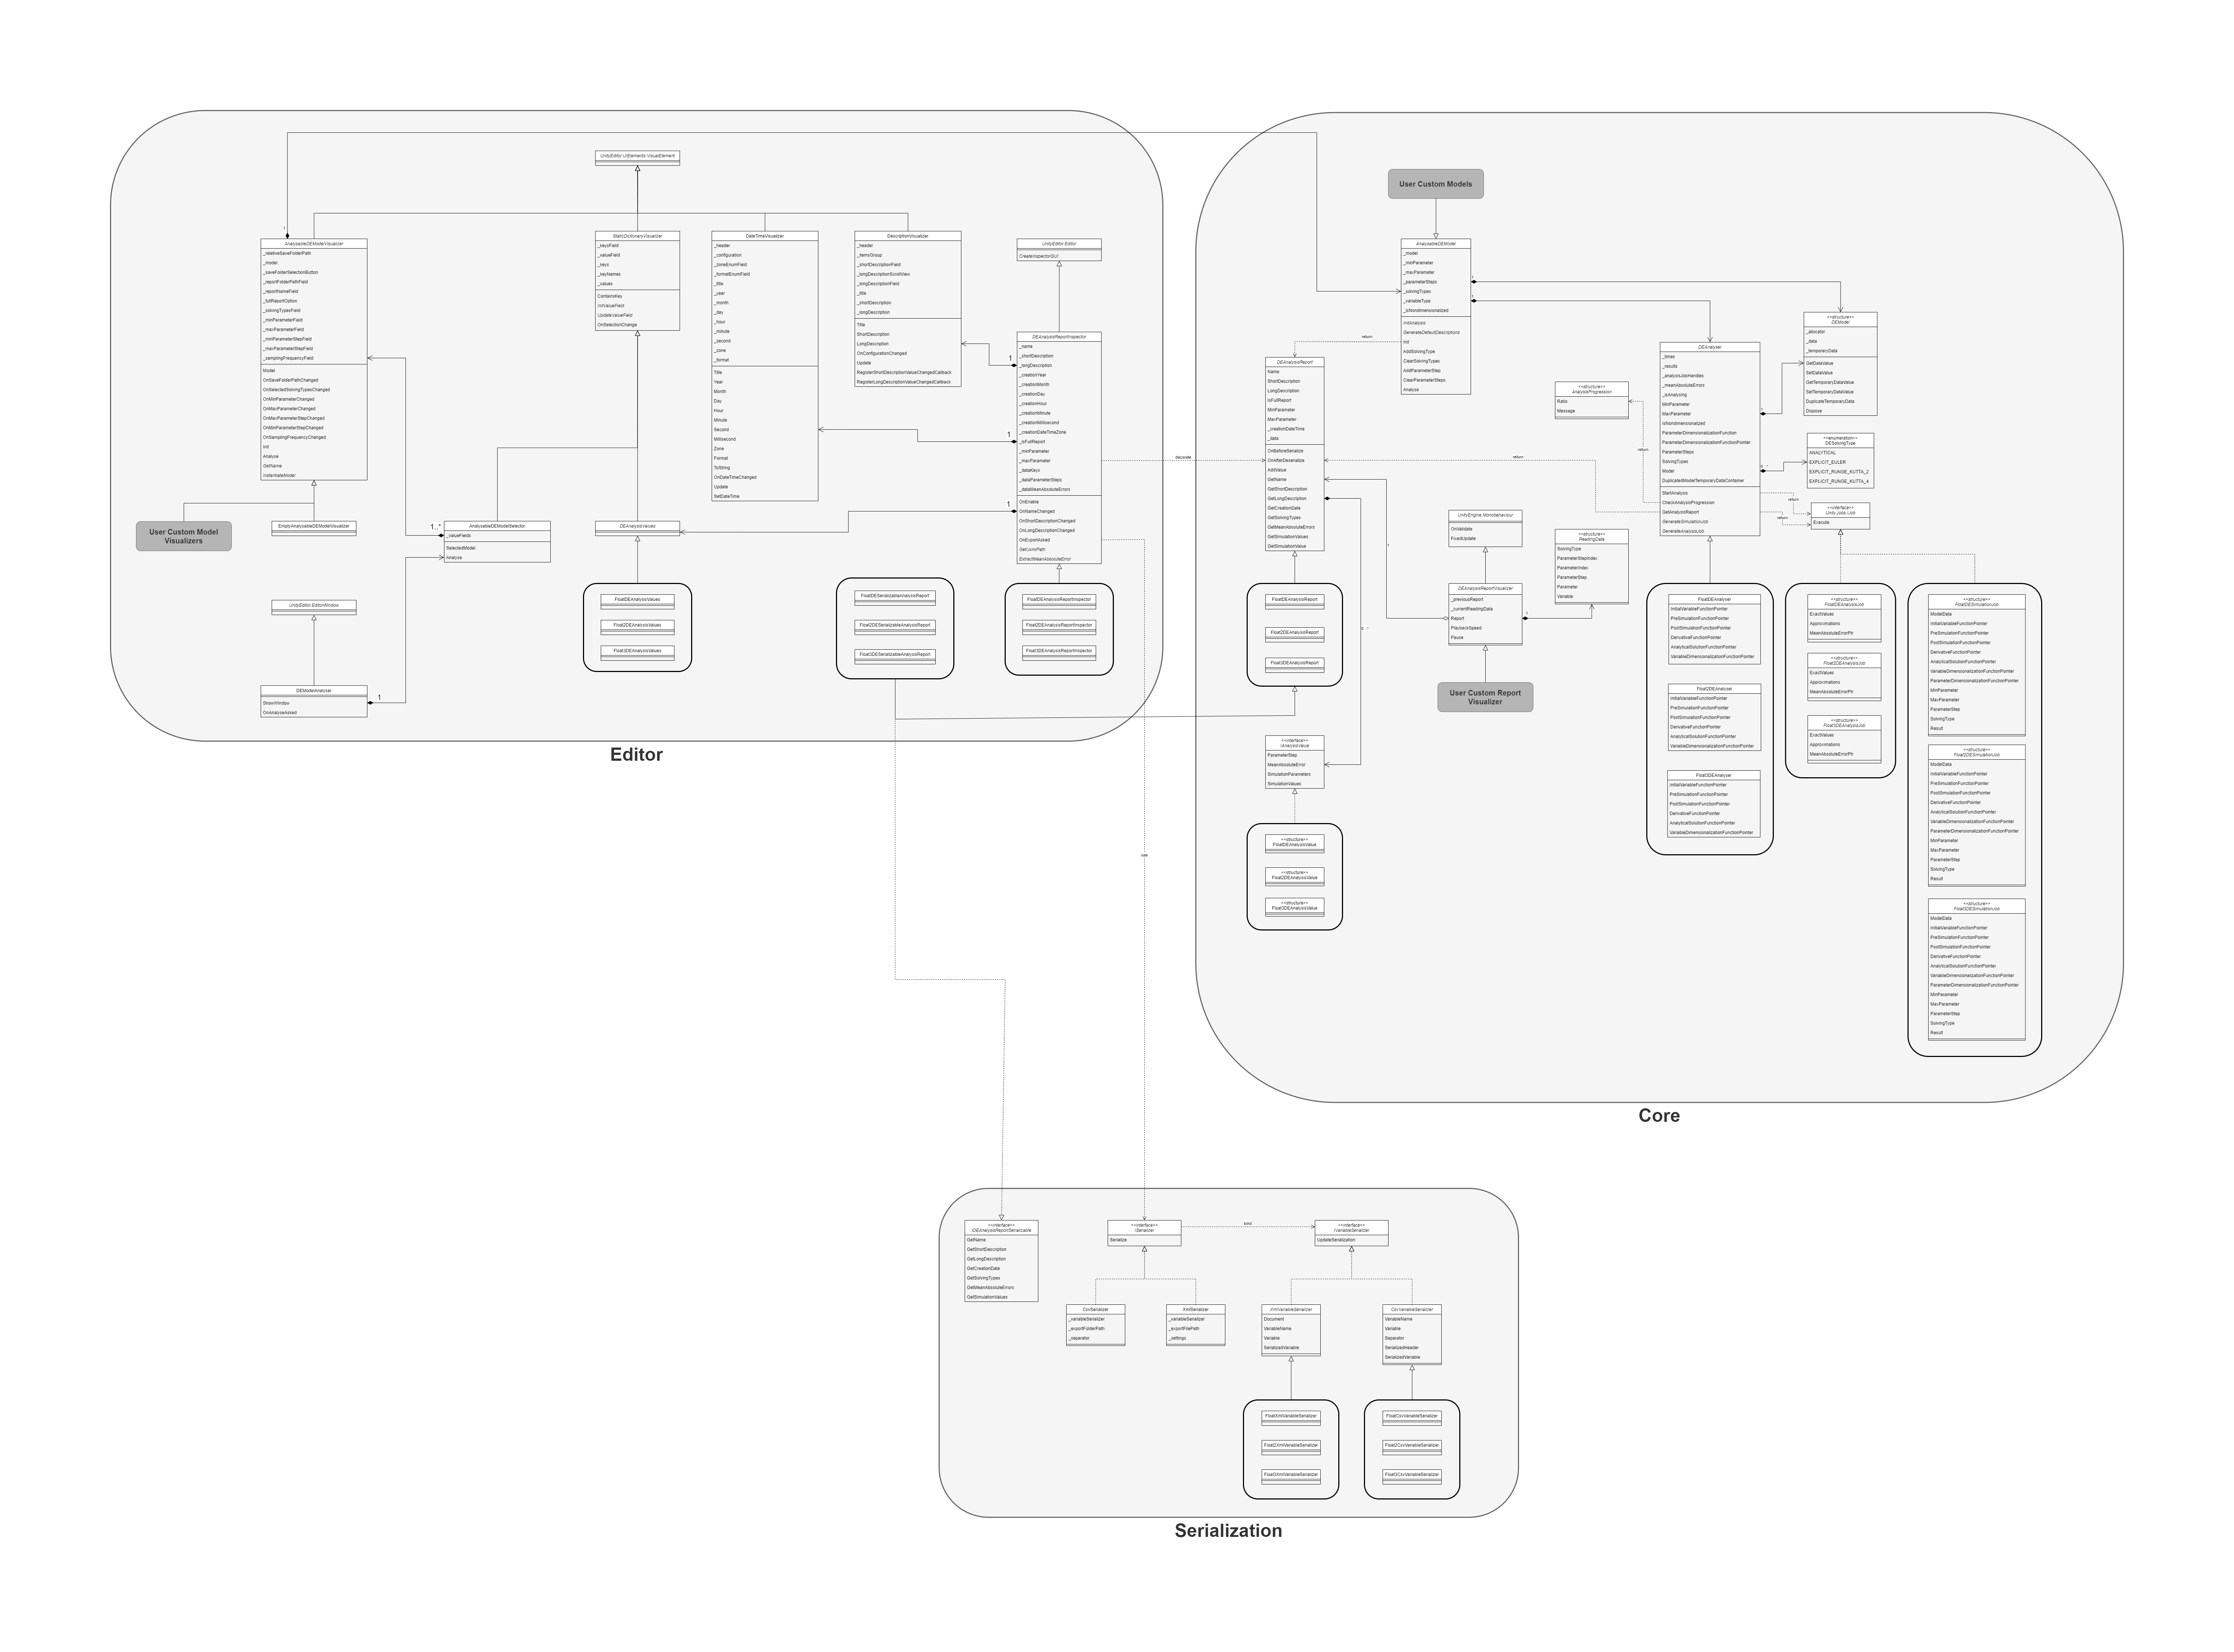 UnityEditor.UIElements.VisualElement
AnalysableDEModelVisualizer
_relativeSaveFolderPath
_model
_saveFolderSelectionButton
_reportFolderPathField
_reportNameField
_fullReportOption
_solvingTypesField
_minParameterField
_maxParameterField
_minParameterStepField
_maxParameterStepField
_samplingFrequencyField
Model
OnSaveFolderPathChanged
OnSelectedSolvingTypesChanged
OnMinParameterChanged
OnMaxParameterChanged
OnMaxParameterStepChanged
OnMinParameterStepChanged
OnSamplingFrequencyChanged
Init
Analyse
GetName
InstantiateModel
StaticDictionaryVisualizer
_keysField
_valueField
_keys
_keyNames
_values
ContainsKey
InitValueField
UpdateValueField
OnSelectionChange
DateTimeVisualizer
_header
_configuration
_zoneEnumField
_formatEnumField
_title
_year
_month
_day
_hour
_minute
_second
_zone
_format
Title
Year
Month
Day
Hour
Minute
Second
Millisecond
Zone
Format
ToString
OnDateTimeChanged
Update
SetDateTime
DescriptionVisualizer
_header
_itemsGroup
_shortDescriptionField
_longDescriptionScrollView
_longDescriptionField
_title
_shortDescription
_longDescription
Title
ShortDescription
LongDescription
OnConfigurationChanged
Update
RegisterShortDescriptionValueChangedCallback
RegisterLongDescriptionValueChangedCallback
UnityEditor.Editor
CreateInspectorGUI
DEAnalysisReportInspector
_name
_shortDescription
_longDescription
_creationYear
_creationMonth
_creationDay
_creationHour
_creationMinute
_creationMillisecond
_creationDateTimeZone
_isFullReport
_minParameter
_maxParameter
_dataKeys
_dataParameterSteps
_dataMeanAbsoluteErrors
OnEnable
OnNameChanged
OnShortDescriptionChanged
OnLongDescriptionChanged
OnExportAsked
GetUxmlPath
ExtractMeanAbsoluteError
1
1
1
User Custom Model
Visualizers
EmptyAnalysableDEModelVisualizer
1..*
AnalysableDEModelSelector
_valueFields
SelectedModel
Analyse
DEAnalysisValues
UnityEditor.EditorWindow
DEModelAnalyser
ShowWindow
OnAnalyseAsked
1
FloatDEAnalysisValues
Float2DEAnalysisValues
Float3DEAnalysisValues
FloatDESerializableAnalysisReport
Float2DESerializableAnalysisReport
Float3DESerializableAnalysisReport
FloatDEAnalysisReportInspector
Float2DEAnalysisReportInspector
Float3DEAnalysisReportInspector
Editor
decorate
use
User Custom Models
AnalysableDEModel
_model
_minParameter
_maxParameter
_parameterSteps
_solvingTypes
_variableType
_isNondimensionalized
InitAnalysis
GenerateDefaultDescriptions
Init
AddSolvingType
ClearSolvingTypes
AddParameterStep
ClearParameterSteps
Analyse
return
DEAnalysisReport
Name
ShortDescription
LongDescription
IsFullReport
MinParameter
MaxParameter
_creationDateTime
_data
OnBeforeSerialize
OnAfterDeserialize
AddValue
GetName
GetShortDescription
GetLongDescription
GetCreationDate
GetSolvingTypes
GetMeanAbsoluteErrors
GetSimulationValues
GetSimulationValue
FloatDEAnalysisReport
Float2DEAnalysisReport
Float3DEAnalysisReport
<<interface>>
IAnalysisValue
ParameterStep
MeanAbsoluteError
SimulationParameters
SimulationValues
<<structure>>
FloatDEAnalysisValue
<<structure>>
Float2DEAnalysisValue
<<structure>>
Float3DEAnalysisValue
UnityEngine.Monobehaviour
OnValidate
FixedUpdate
DEAnalysisReportVisualizer
_previousReport
_currentReadingData
Report
PlaybackSpeed
Pause
User Custom Report
Visualizer
<<structure>>
AnalysisProgression
Ratio
Message
<<structure>>
ReadingData
SolvingType
ParameterStepIndex
ParameterIndex
ParameterStep
Parameter
Variable
return
return
DEAnalyser
_times
_results
_analysisJobHandles
_meanAbsoluteErrors
_isAnalysing
MinParameter
MaxParameter
IsNondimensionalized
ParameterDimensionalizationFunction
ParameterDimensionalizationFunctionPointer
ParameterSteps
SolvingTypes
Model
DuplicatedModelTemporaryDataContainer
StartAnalysis
CheckAnalysisProgression
GetAnalysisReport
GenerateSimulationJob
GenerateAnalysisJob
<<structure>>
DEModel
_allocator
_data
_temporaryData
GetDataValue
SetDataValue
GetTemporaryDataValue
SetTemporaryDataValue
DuplicateTemporaryData
Dispose
<<enumeration>>
DESolvingType
ANALYTICAL
EXPLICIT_EULER
EXPLICIT_RUNGE_KUTTA_2
EXPLICIT_RUNGE_KUTTA_4
return
return
<<interface>>
Unity.Jobs.IJob
Execute
FloatDEAnalyser
InitialVariableFunctionPointer
PreSimulationFunctionPointer
PostSimulationFunctionPointer
DerivativeFunctionPointer
AnalyticalSolutionFunctionPointer
VariableDimensionalizationFunctionPointer
Float2DEAnalyser
InitialVariableFunctionPointer
PreSimulationFunctionPointer
PostSimulationFunctionPointer
DerivativeFunctionPointer
AnalyticalSolutionFunctionPointer
VariableDimensionalizationFunctionPointer
Float3DEAnalyser
InitialVariableFunctionPointer
PreSimulationFunctionPointer
PostSimulationFunctionPointer
DerivativeFunctionPointer
AnalyticalSolutionFunctionPointer
VariableDimensionalizationFunctionPointer
<<structure>>
FloatDEAnalysisJob
ExactValues
Approximations
MeanAbsoluteErrorPtr
<<structure>>
Float2DEAnalysisJob
ExactValues
Approximations
MeanAbsoluteErrorPtr
<<structure>>
Float3DEAnalysisJob
ExactValues
Approximations
MeanAbsoluteErrorPtr
<<structure>>
FloatDESimulationJob
ModelData
InitialVariableFunctionPointer
PreSimulationFunctionPointer
PostSimulationFunctionPointer
DerivativeFunctionPointer
AnalyticalSolutionFunctionPointer
VariableDimensionalizationFunctionPointer
ParameterDimensionalizationFunctionPointer
MinParameter
MaxParameter
ParameterStep
SolvingType
Result
<<structure>>
Float2DESimulationJob
ModelData
InitialVariableFunctionPointer
PreSimulationFunctionPointer
PostSimulationFunctionPointer
DerivativeFunctionPointer
AnalyticalSolutionFunctionPointer
VariableDimensionalizationFunctionPointer
ParameterDimensionalizationFunctionPointer
MinParameter
MaxParameter
ParameterStep
SolvingType
Result
<<structure>>
Float3DESimulationJob
ModelData
InitialVariableFunctionPointer
PreSimulationFunctionPointer
PostSimulationFunctionPointer
DerivativeFunctionPointer
AnalyticalSolutionFunctionPointer
VariableDimensionalizationFunctionPointer
ParameterDimensionalizationFunctionPointer
MinParameter
MaxParameter
ParameterStep
SolvingType
Result
Core
<<interface>>
IDEAnalysisReportSerializable
GetName
GetShortDescription
GetLongDescription
GetCreationDate
GetSolvingTypes
GetMeanAbsoluteErrors
GetSimulationValues
<<interface>>
ISerializer
Serialize
bind
<<interface>>
IVariableSerializer
UpdateSerialization
CsvSerializer
_variableSerializer
_exportFolderPath
_separator
XmlSerializer
_variableSerializer
_exportFilePath
_settings
XmlVariableSerializer
Document
VariableName
Variable
SerializedVariable
CsvVariableSerializer
VariableName
Variable
Separator
SerializedHeader
SerializedVariable
FloatXmlVariableSerializer
Float2XmlVariableSerializer
Float3XmlVariableSerializer
FloatCsvVariableSerializer
Float2CsvVariableSerializer
Float3CsvVariableSerializer
Serialization